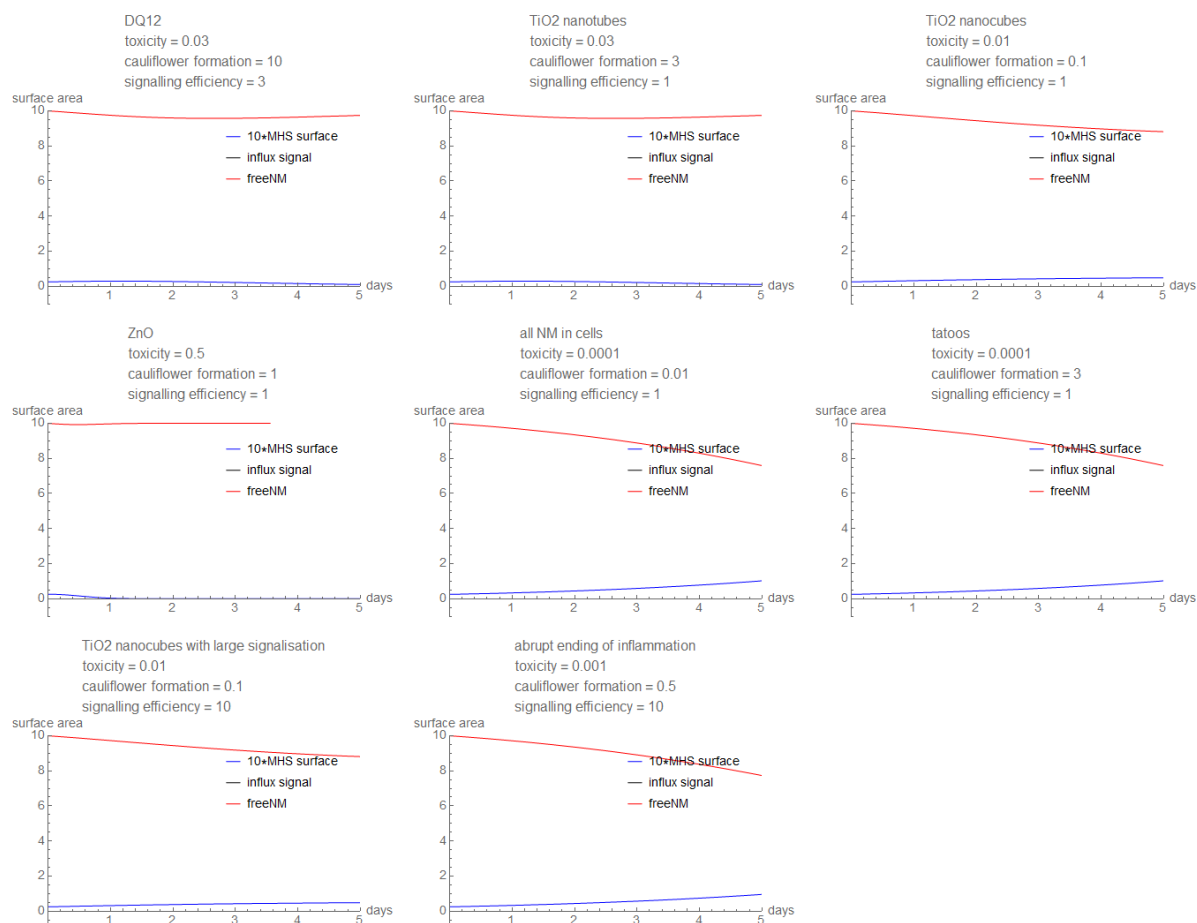 DQ12
toxicity = 0.03
cauliflower formation = 10
signalling efficiency = 3
surface area
10
8
6
4
2
0
1 2 3 4 5
days
10*MHS surface
influx signal
freeNM
TiO2 nanotubes
toxicity = 0.03
cauliflower formation = 3
signalling efficiency = 1
10
8
6
4
2
0
1 2 3 4 5
days
10*MHS surface
influx signal
freeNM
TiO2 nanocubes
toxicity = 0.01
cauliflower formation = 0.1
signalling efficiency = 1
surface area
10
8
6
4
2
0
1 2 3 4 5
days
10*MHS surface
influx signal
freeNM
ZnO
toxicity = 0.5
cauliflower formation = 1
signalling efficiency = 1
surface area
10
8
6
4
2
0
1 2 3 4 5
days
10*MHS surface
influx signal
freeNM
all NM in cells
toxicity = 0.0001
cauliflower formation = 0.01
signalling efficiency = 1
surface area
10
8
6
4
2
0
1 2 3 4 5
days
10*MHS surface
influx signal
freeNM
tatoos
toxicity = 0.0001
cauliflower formation = 3
signalling efficiency = 1
surface area
10
8
6
4
2
0
1 2 3 4 5
days
10*MHS surface
influx signal
freeNM
TiO2 nanocubes with large signalisation
toxicity = 0.01
cauliflower formation = 0.1
signalling efficiency = 10
surface area
10
8
6
4
2
0
1 2 3 4 5
days
10*MHS surface
influx signal
freeNM
abrupt ending of inflammation
toxicity = 0.001
cauliflower formation = 0.5
signalling efficiency = 10
surface area
10
8
6
4
2
0
1 2 3 4 5
days
10*MHS surface
influx signal
freeNM